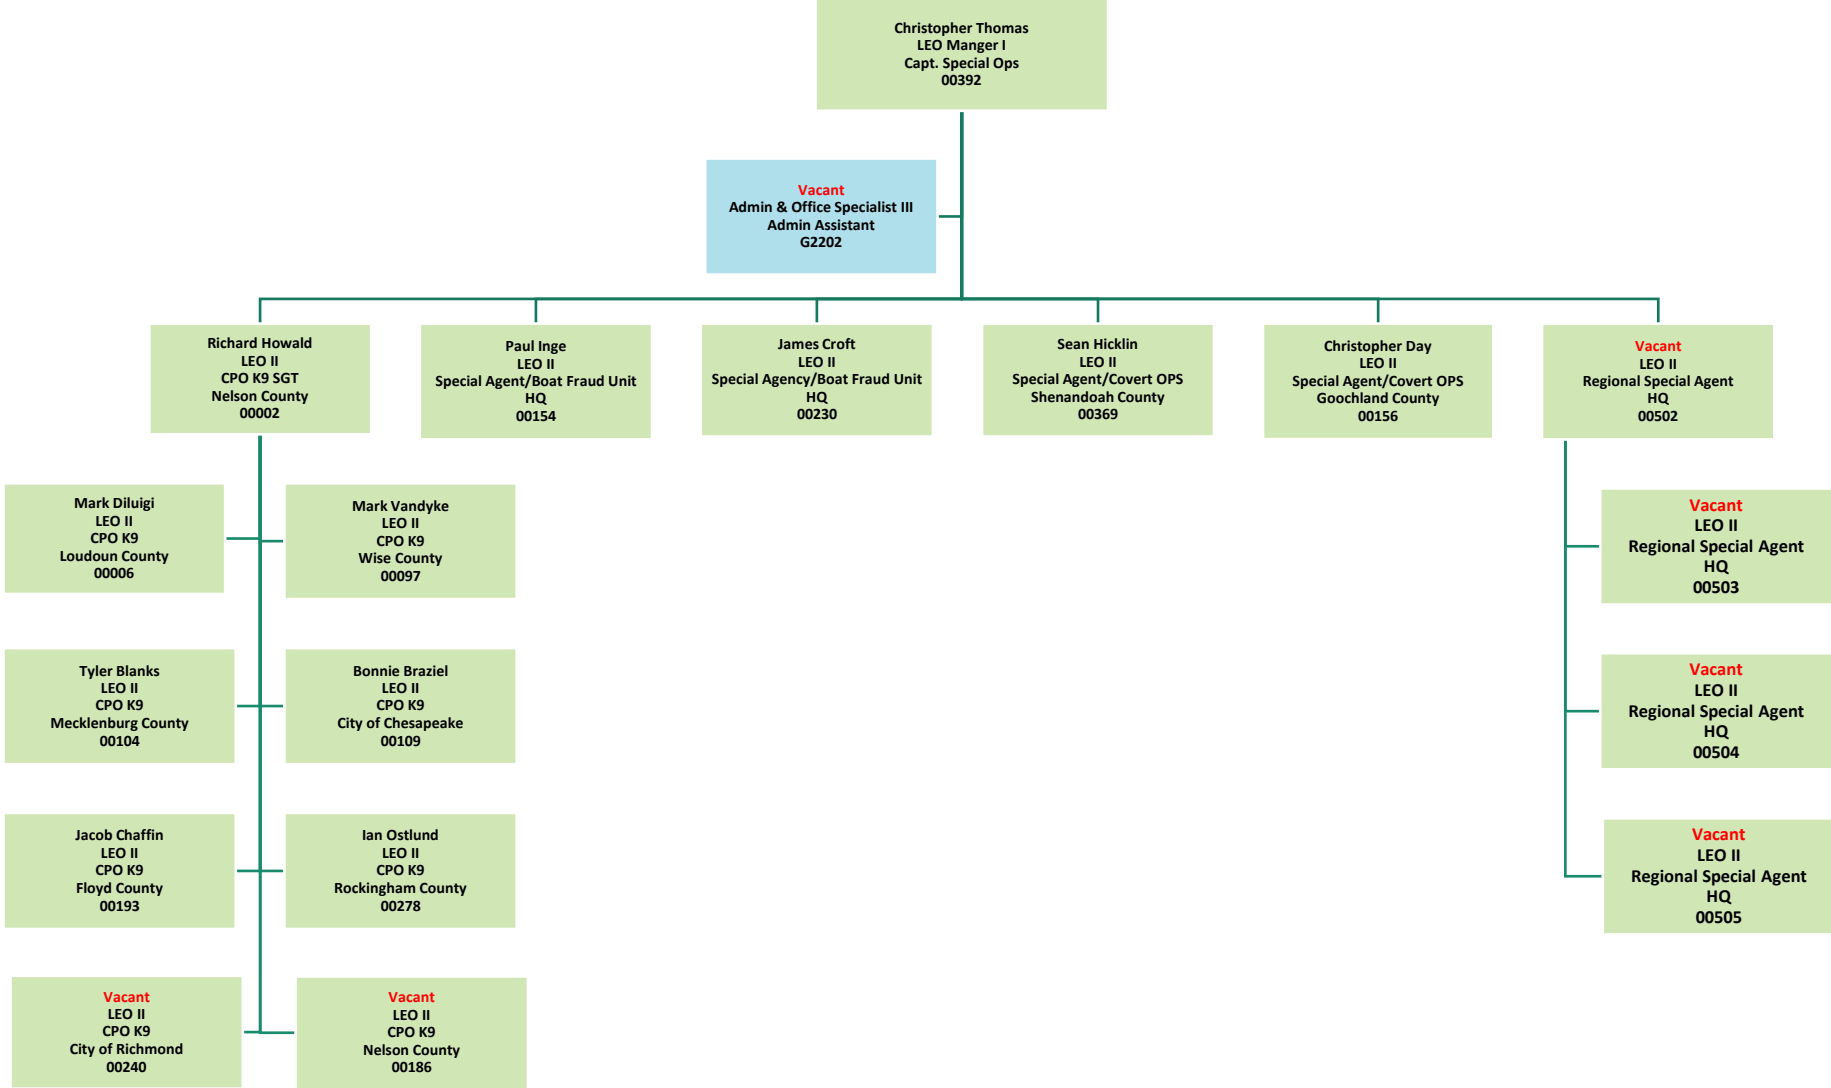 Christopher Thomas
LEO Manger I
Capt. Special Ops
00392
Vacant
Admin & Office Specialist III
Admin Assistant
G2202
Richard Howald
LEO II
CPO K9 SGT
Nelson County
00002
Paul Inge
LEO II
Special Agent/Boat Fraud Unit
HQ
00154
James Croft
LEO II
Special Agency/Boat Fraud Unit
HQ
00230
Sean Hicklin
LEO II
Special Agent/Covert OPS
Shenandoah County
00369
Christopher Day
LEO II
Special Agent/Covert OPS
Goochland County
00156
Vacant
LEO II
Regional Special Agent
HQ
00502
Mark Diluigi
LEO II
CPO K9
Loudoun County
00006
Mark Vandyke
LEO II
CPO K9
Wise County
00097
Vacant
LEO II
Regional Special Agent
HQ
00503
Tyler Blanks
LEO II
CPO K9
Mecklenburg County
00104
Bonnie Braziel
LEO II
CPO K9
City of Chesapeake
00109
Vacant
LEO II
Regional Special Agent
HQ
00504
Jacob Chaffin
LEO II
CPO K9
Floyd County
00193
Ian Ostlund
LEO II
CPO K9
Rockingham County
00278
Vacant
LEO II
Regional Special Agent
HQ
00505
Vacant
LEO II
CPO K9
City of Richmond
00240
Vacant
LEO II
CPO K9
Nelson County
00186